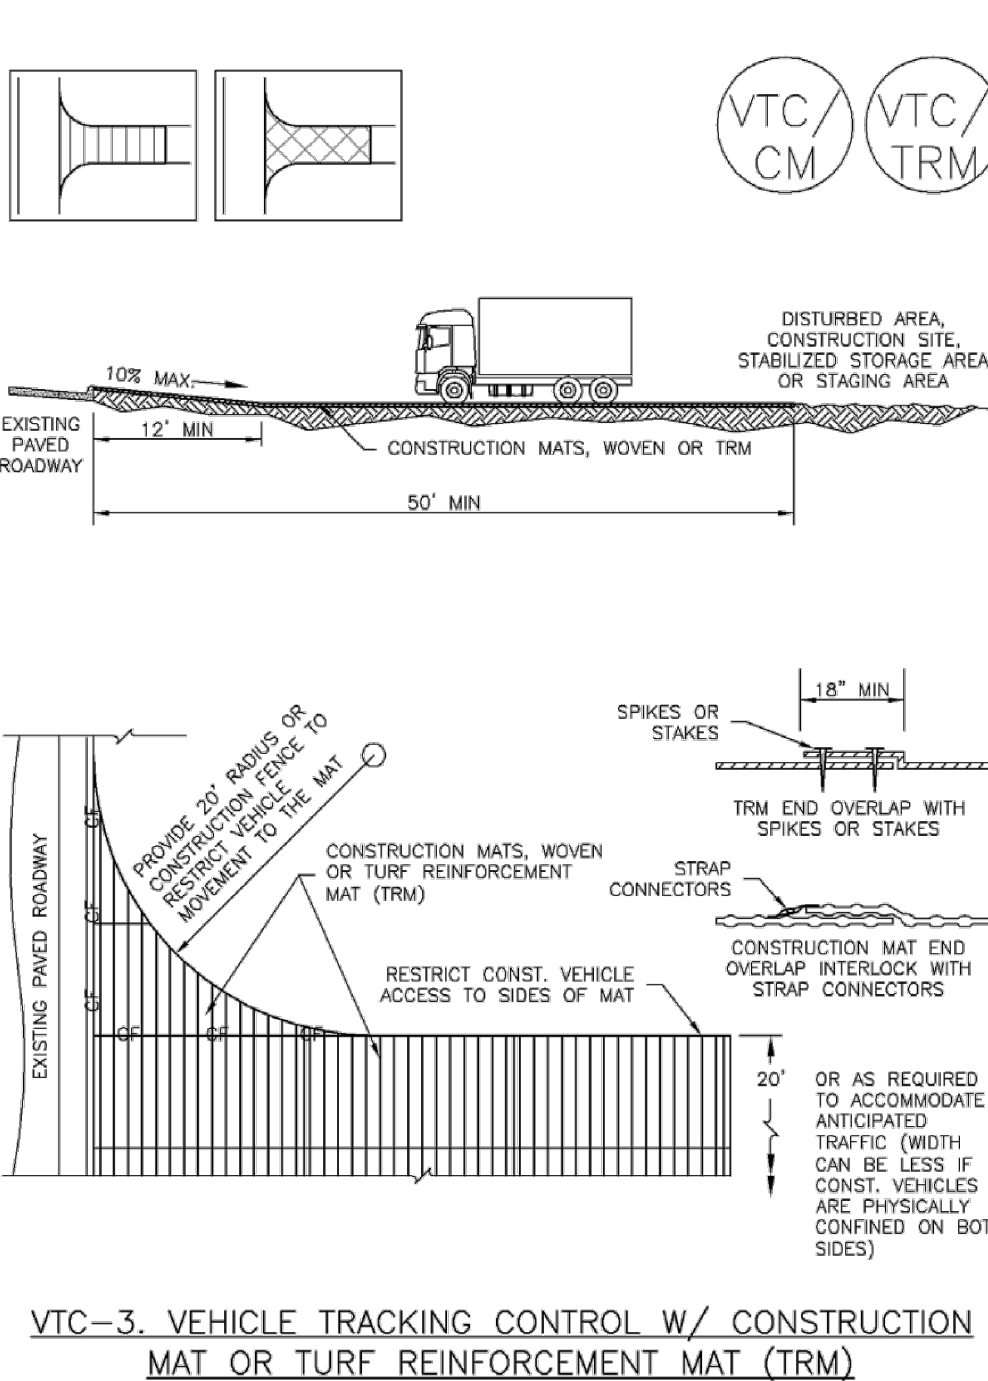 VTC/
CM
VTC/
TRM
DISTURBED AREA,
CONSTRUCTION SITE,
STABILIZED STORAGE AREA
OR STAGING AREA
10% MAX.
EXISTING
PAVED
ROADWAY
12' MIN
CONSTRUCTION MATS, WOVEN OR TRM
50' MIN
18" MIN
SPIKES OR
STAKES
TRM END OVERLAP WITH
SPIKES OR STAKES
PROVIDE 20' RADIUS OR
CONSTRUCTION FENCE TO
RESTRICT VEHICLE
MOVEMENT TO THE MAT
CONSTRUCTION MATS, WOVEN
OR TURF REINFORCEMENT
MAT (TRM)
STRAP
CONNECTORS
CONSTRUCTION MAT END
OVERLAP INTERLOCK WITH
STRAP CONNECTORS
RESTRICT CONST. VEHICLE
ACCESS TO SIDES OF MAT
EXISTING PAVED ROADWAY
CF
CF
CF
CF
CF
CF
20'
OR AS REQUIRED
TO ACCOMMODATE
ANTICIPATED
TRAFFIC (WIDTH
CAN BE LESS IF
CONST. VEHICLES
ARE PHYSICALLY
CONFINED ON BOT
SIDES)
VTC-3. VEHICLE TRACKING CONTROL W/ CONSTRUCTION
MAT OR TURF REINFORCEMENT MAT (TRM)